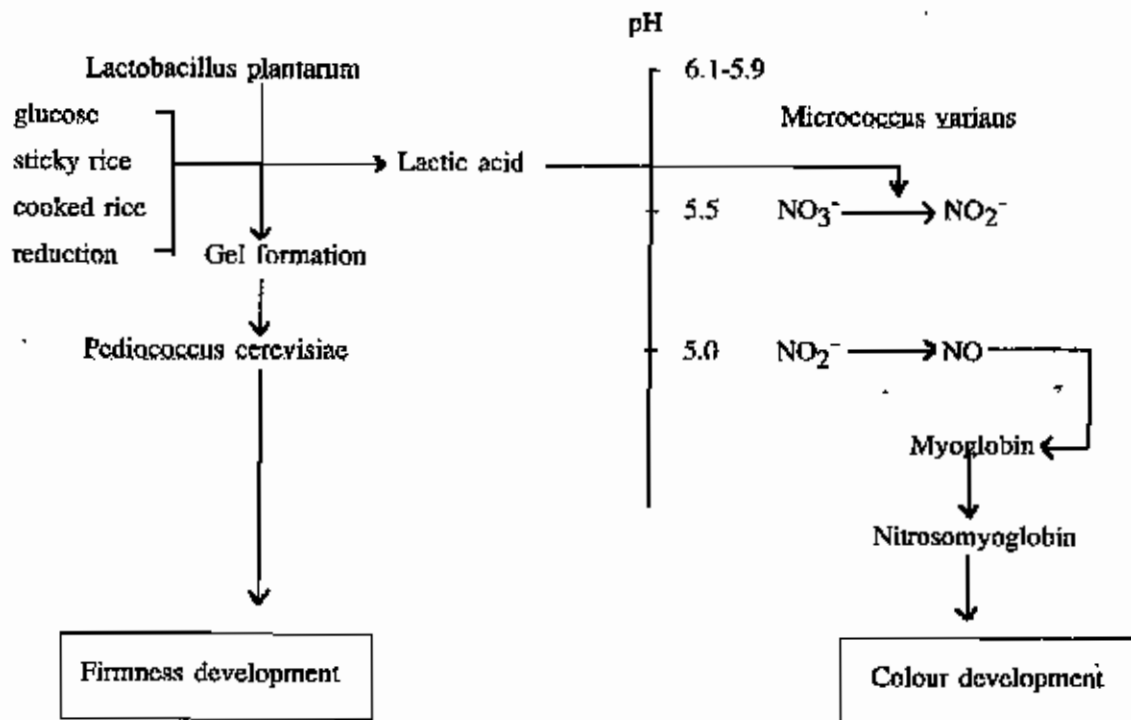 pH
Lactobacillus plantarum
6.1-5.9
glucose
Micrococcus varians
sticky rice
Lactic acid
cooked rice
5.5
NO₃⁻
NO₂⁻
reduction
Gel formation
Pediococcus cerevisiae
5.0
NO₂⁻
NO
Myoglobin
Nitrosomyoglobin
Firmness development
Colour development